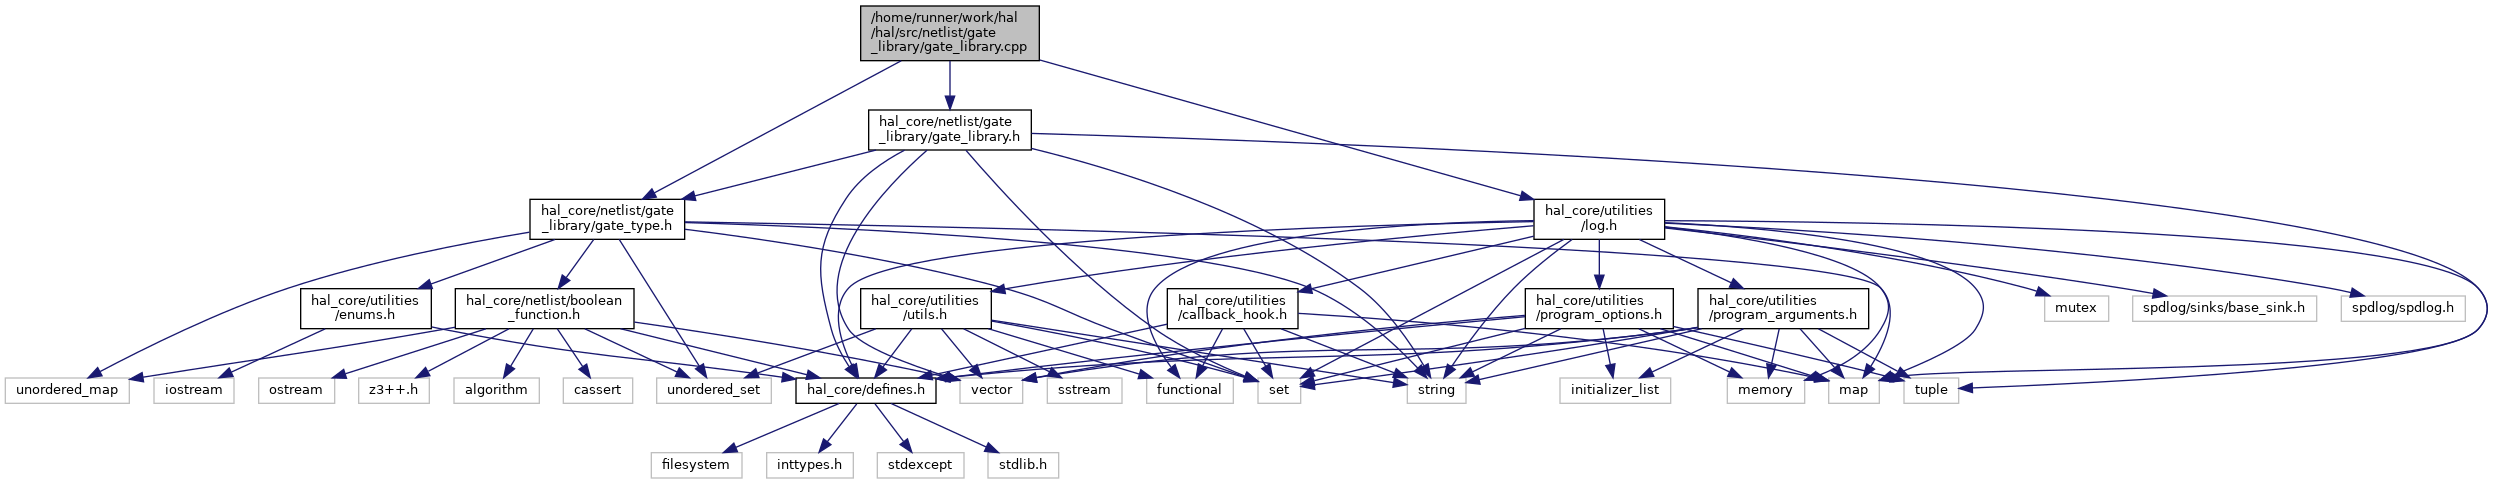 /home/runner/work/hal
/hal/src/netlist/gate
_library/gate_library.cpp
hal_core/netlist/gate
_library/gate_library.h
hal_core/netlist/gate
_library/gate_type.h
hal_core/utilities
/log.h
hal_core/utilities
/enums.h
hal_core/netlist/boolean
_function.h
hal_core/utilities
/utils.h
hal_core/utilities
/callback_hook.h
hal_core/utilities
/program_options.h
hal_core/utilities
/program_arguments.h
mutex
spdlog/sinks/base_sink.h
spdlog/spdlog.h
unordered_map
iostream
ostream
z3++.h
algorithm
cassert
unordered_set
hal_core/defines.h
vector
sstream
functional
set
string
initializer_list
memory
map
tuple
filesystem
inttypes.h
stdexcept
stdlib.h